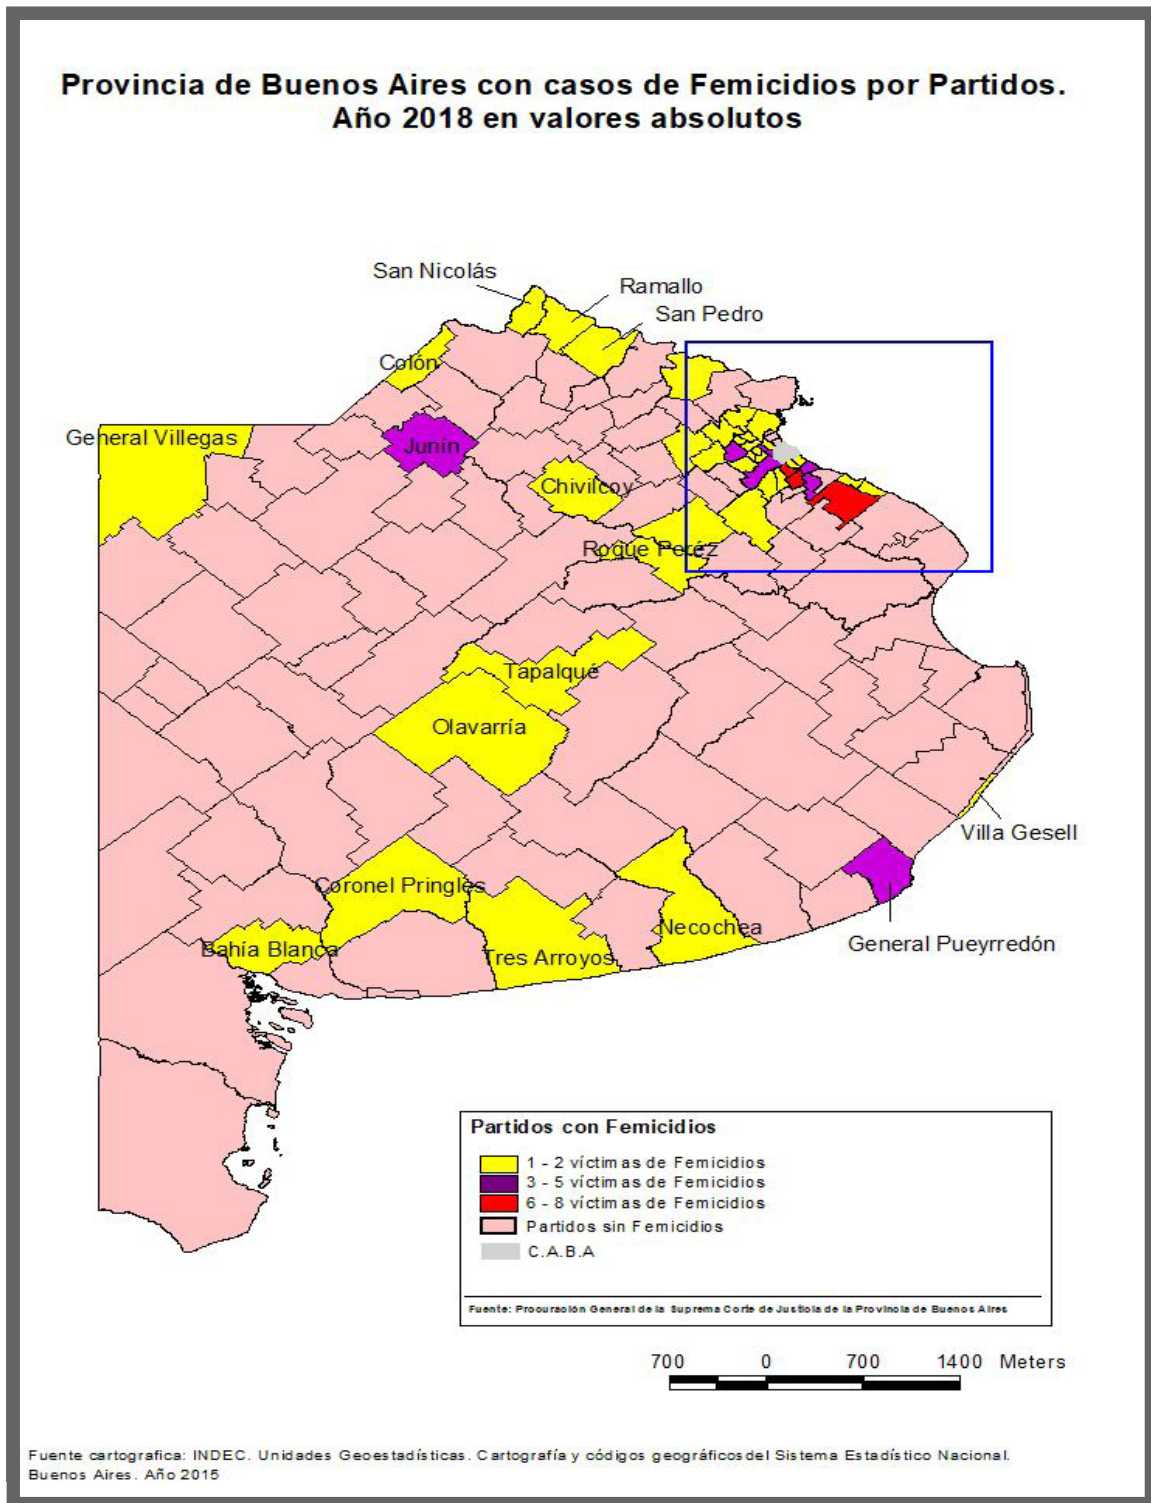 Provincia de Buenos Aires con casos de Femicidios por Partidos.
Año 2018 en valores absolutos
San Nicolás
Ramallo
San Pedro
Colón
General Villegas
Junín
Chivilcoy
Roque Peréz
Tapalqué
Olavarría
Villa Gesell
Coronel Pringles
Necochea
General Pueyrredón
Bahía Blanca
Tres Arroyos
Partidos con Femicidios
1 - 2 víctimas de Femicidios
3 - 5 víctimas de Femicidios
6 - 8 víctimas de Femicidios
Partidos sin Femicidios
C.A.B.A
Fuente: Procuración General de la Suprema Corte de Justicia de la Provincia de Buenos Aires
700 0 700 1400 Meters
Fuente cartografica: INDEC. Unidades Geoestadísticas. Cartografía y códigos geográficos del Sistema Estadístico Nacional.
Buenos Aires. Año 2015